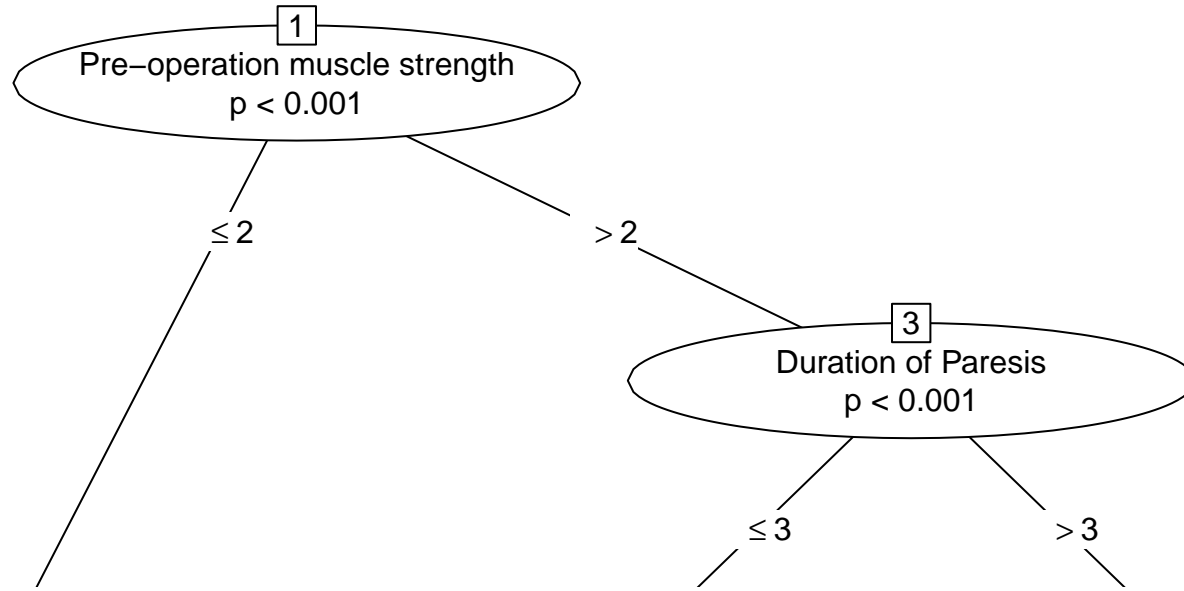 1
Pre−operation muscle strength
p < 0.001
≤ 2
> 2
3
Duration of Paresis
p < 0.001
≤ 3
> 3